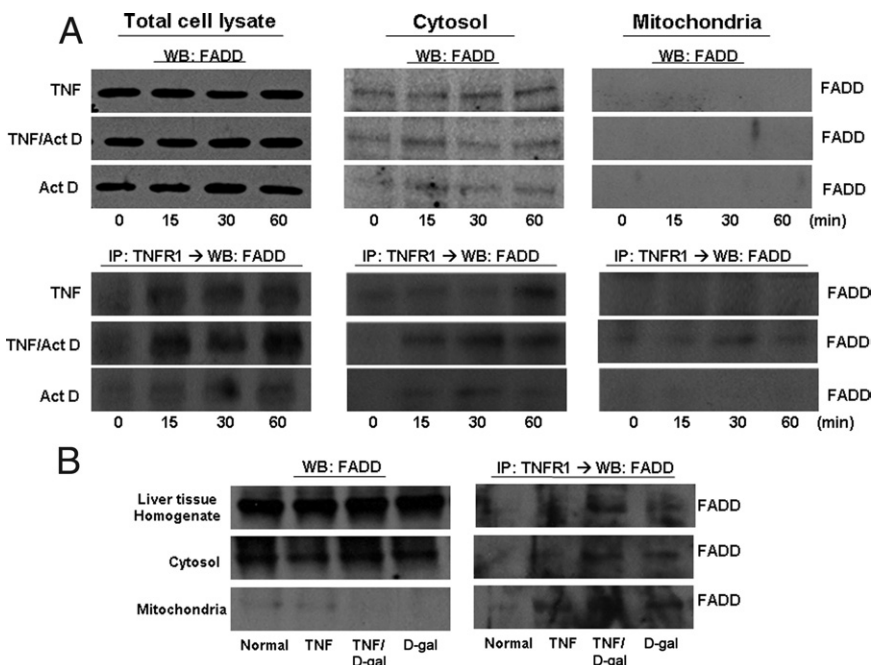 A
Total cell lysate Cytosol Mitochondria
WB: FADD WB: FADD WB: FADD
TNF FADD
TNF/Act D FADD
Act D FADD
0 15 30 60 0 15 30 60 0 15 30 60 (min)
IP: TNFR1 → WB: FADD IP: TNFR1 → WB: FADD IP: TNFR1 → WB: FADD
TNF FADD
TNF/Act D FADD
Act D FADD
0 15 30 60 0 15 30 60 0 15 30 60 (min)
B
WB: FADD IP: TNFR1 → WB: FADD
Liver tissue
Homogenate FADD
Cytosol FADD
Mitochondria FADD
Normal TNF TNF/ D-gal Normal TNF TNF/ D-gal
D-gal D-gal